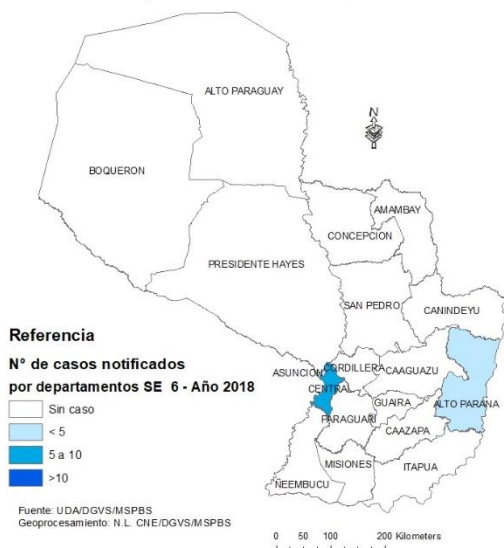 ALTO PARAGUAY
N
BOQUERON
AMAMBAY
CONCEPCION
PRESIDENTE HAYES
SAN PEDRO
CANINDEYU
Referencia
Nº de casos notificados
por departamentos SE 6 - Año 2018
Sin caso
< 5
5 a 10
>10
ASUNCION
CORDILLERA
CAAGUAZU
CENTRAL
GUAIRA
ALTO PARANA
PARAGUARI
CAAZAPA
MISIONES
ITAPUA
ÑEEMBUCU
Fuente: UDA/DGVS/MSPBS
Geoprocesamiento: N.L. CNE/DGVS/MSPBS
0 50 100 200 Kilometers